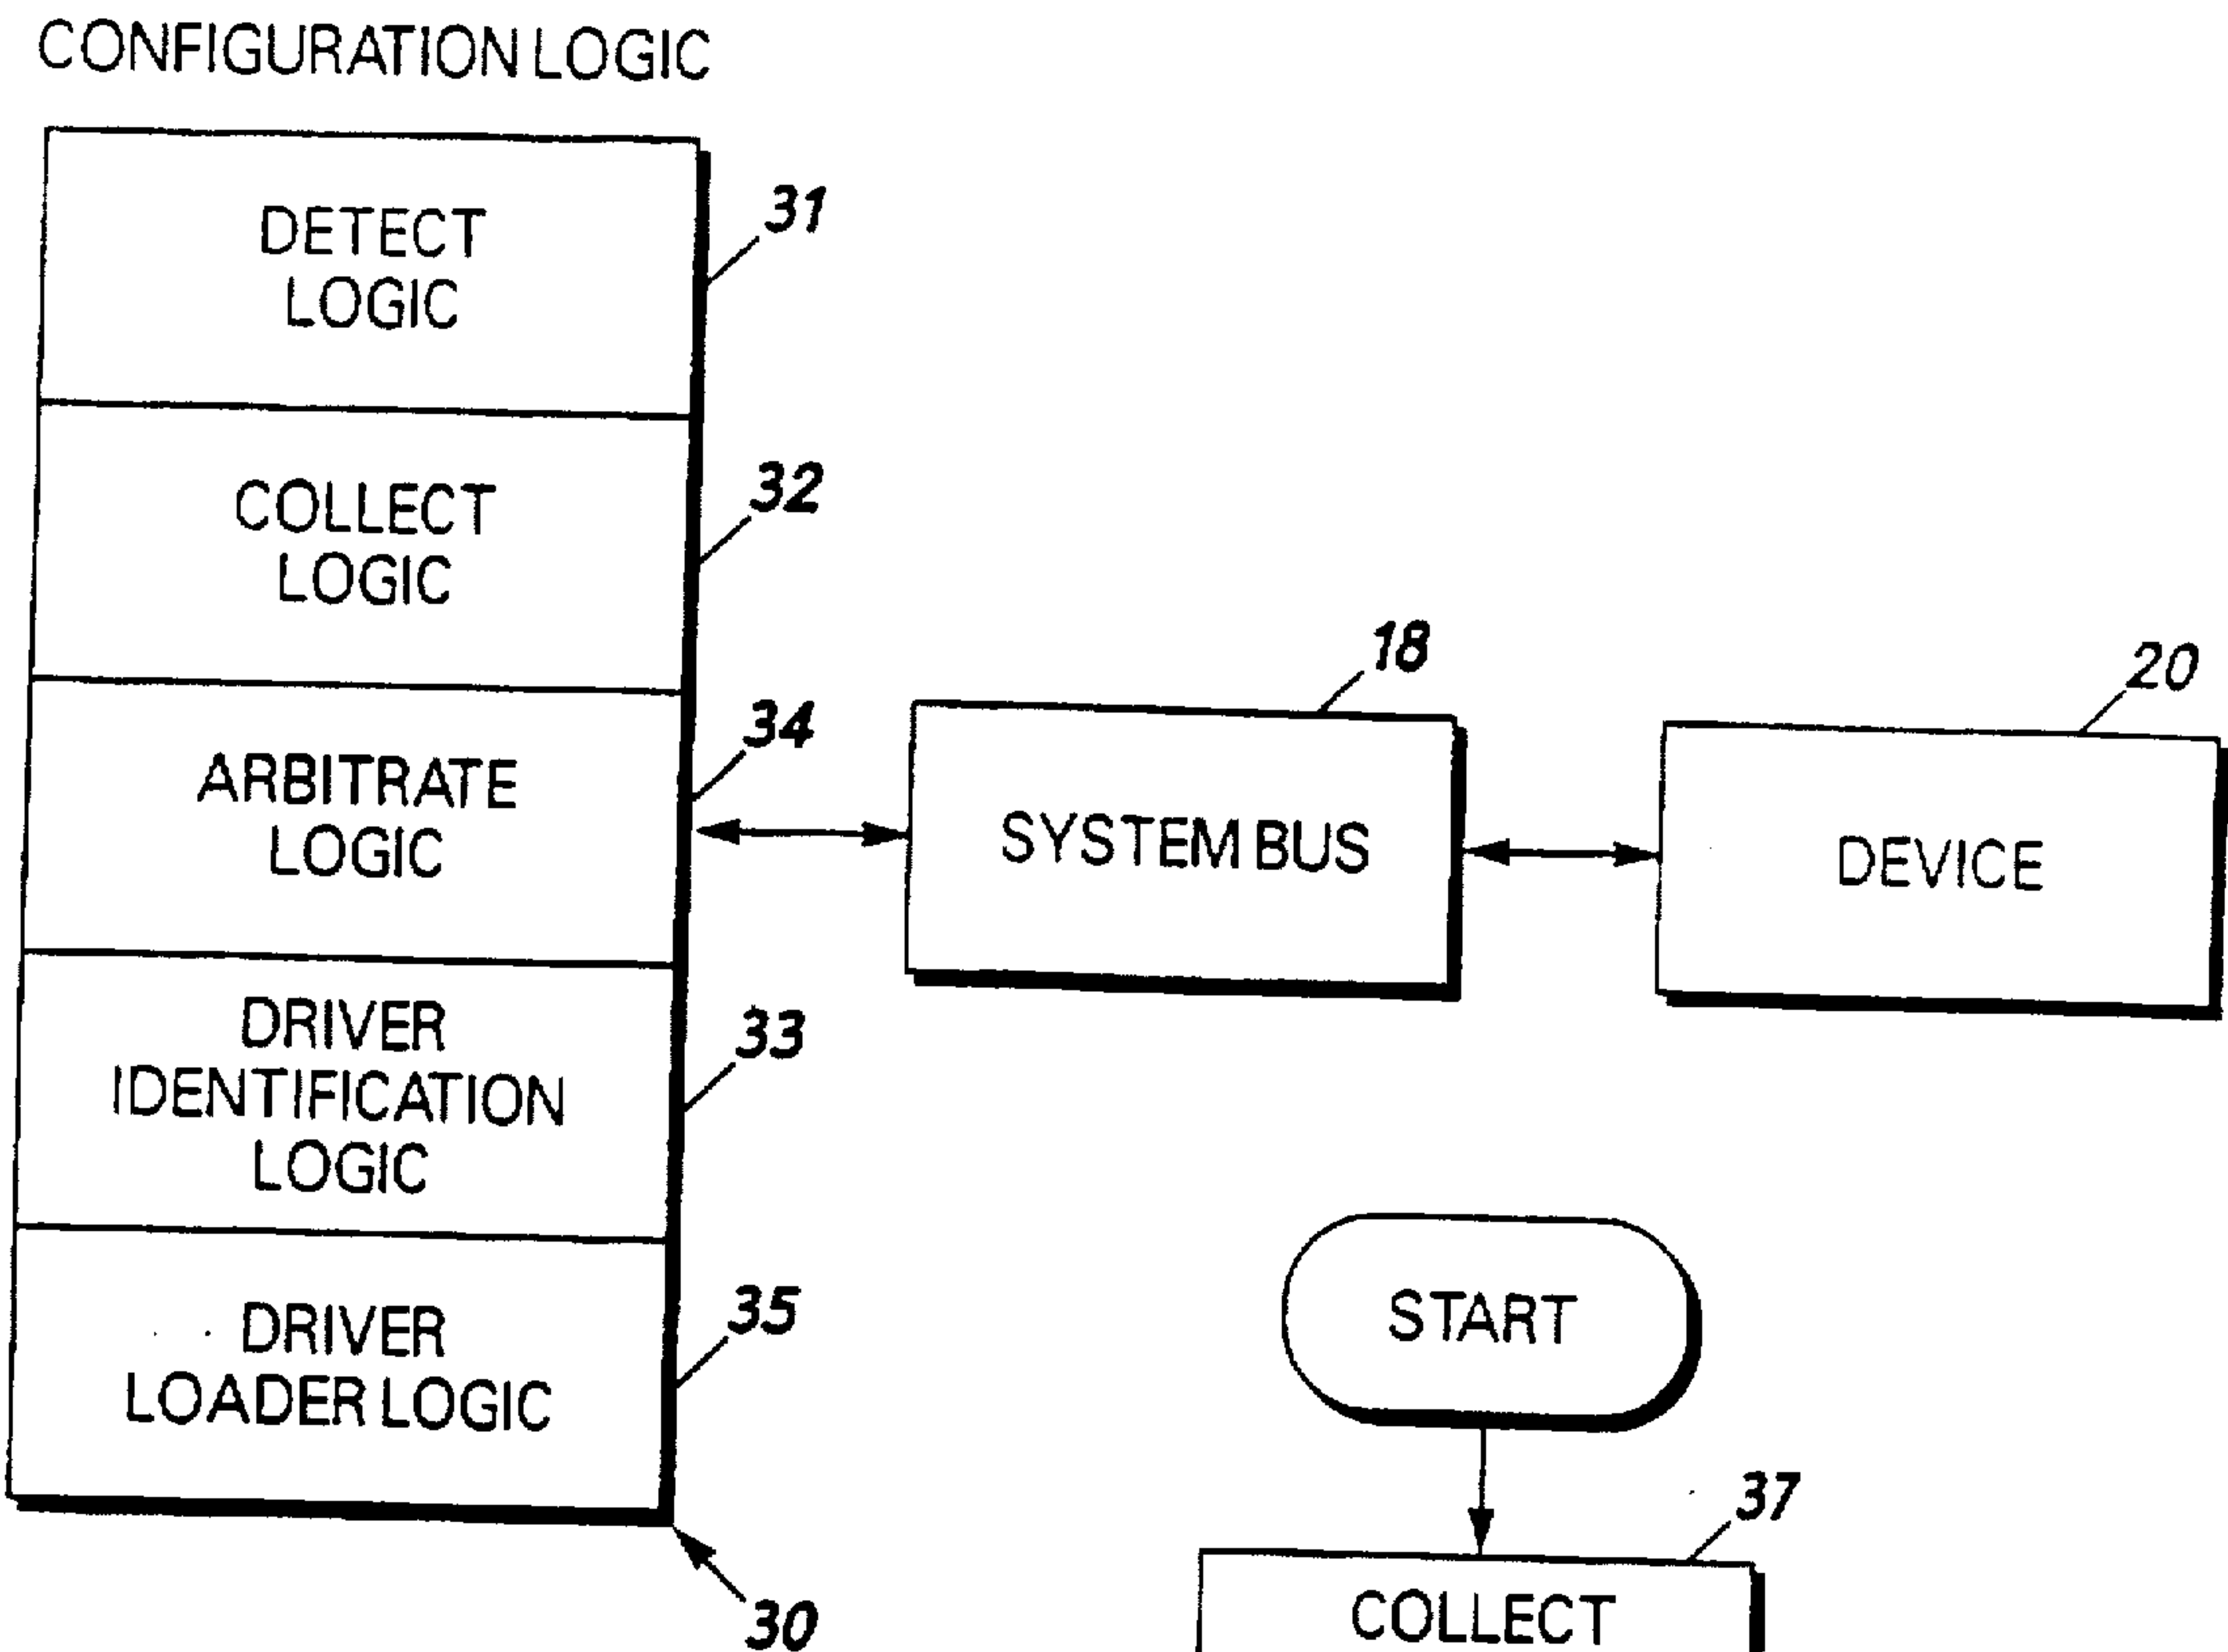 CONFIGURATION LOGIC
DETECT
LOGIC
31
COLLECT
LOGIC
32
ARBITRATE
LOGIC
34
DRIVER
IDENTIFICATION
LOGIC
33
DRIVER
LOADER LOGIC
35
30
SYSTEM BUS
18
DEVICE
20
START
37
COLLECT